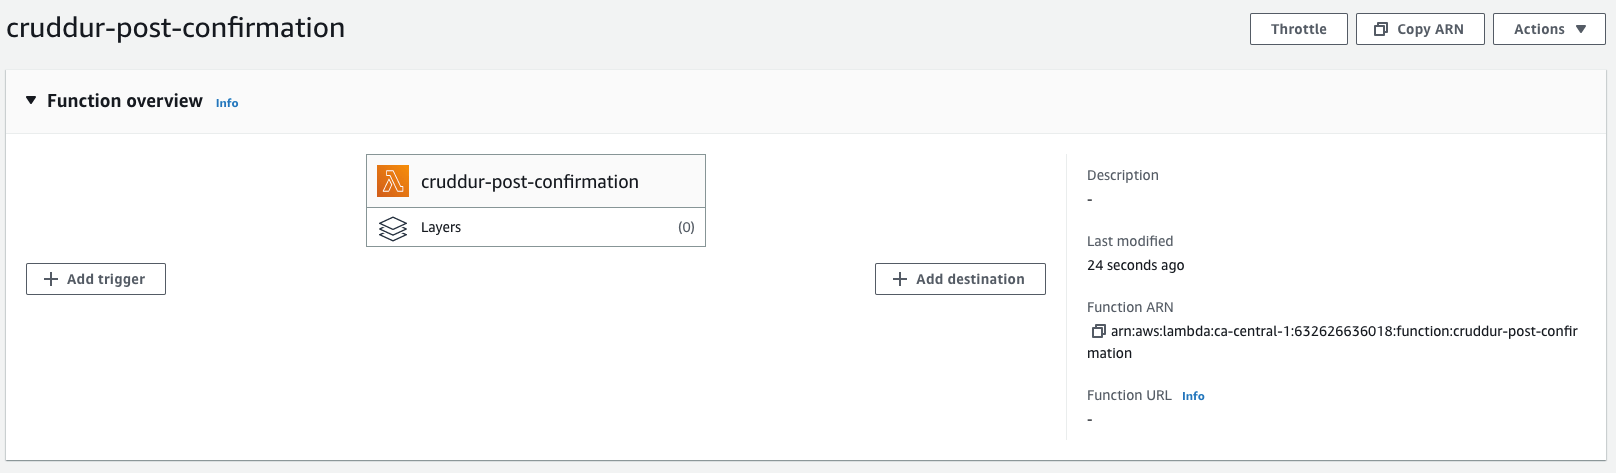 cruddur-post-confirmation
Throttle
Copy ARN
Actions
Function overview Info
cruddur-post-confirmation
Layers (0)
Add trigger
Add destination
Description
-
Last modified
24 seconds ago
Function ARN
arn:aws:lambda:ca-central-1:632626636018:function:cruddur-post-confir
mation
Function URL Info
-